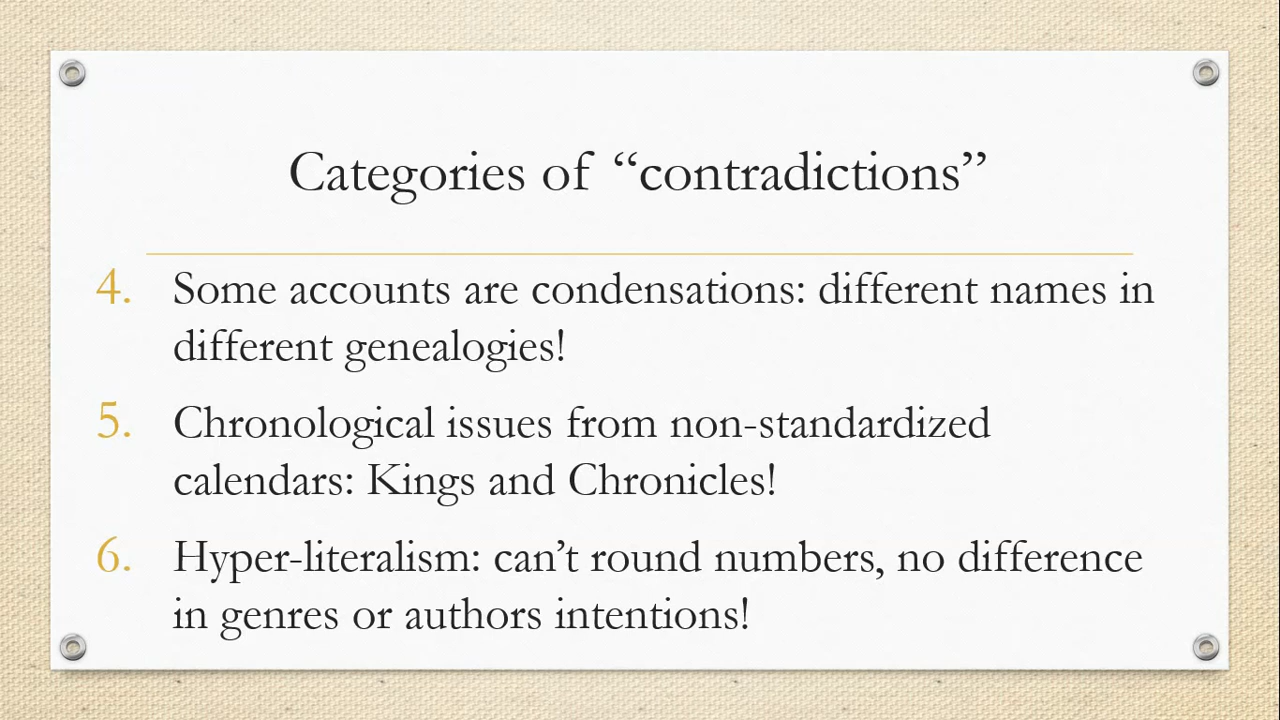 Categories of “contradictions”
4. Some accounts are condensations: different names in
different genealogies!
5. Chronological issues from non-standardized
calendars: Kings and Chronicles!
6. Hyper-literalism: can’t round numbers, no difference
in genres or authors intentions!